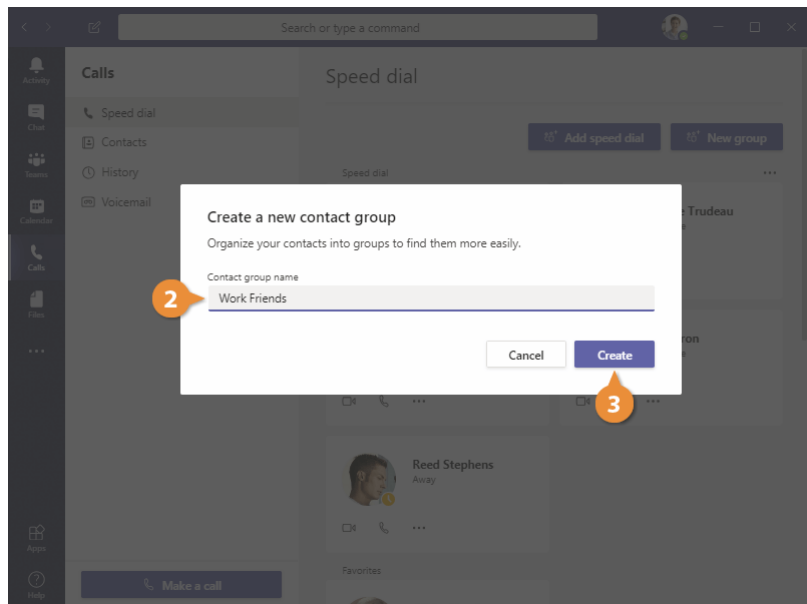 Search or type a command
Activity
Chat
Teams
Calendar
Calls
Files
Apps
Help
Calls
Speed dial
Contacts
History
Voicemail
Make a call
Speed dial
Add speed dial
New group
Speed dial
Trudeau
Create a new contact group
Organize your contacts into groups to find them more easily.
Contact group name
2
Work Friends
Cancel
Create
3
ron
Reed Stephens
Away
Favorites